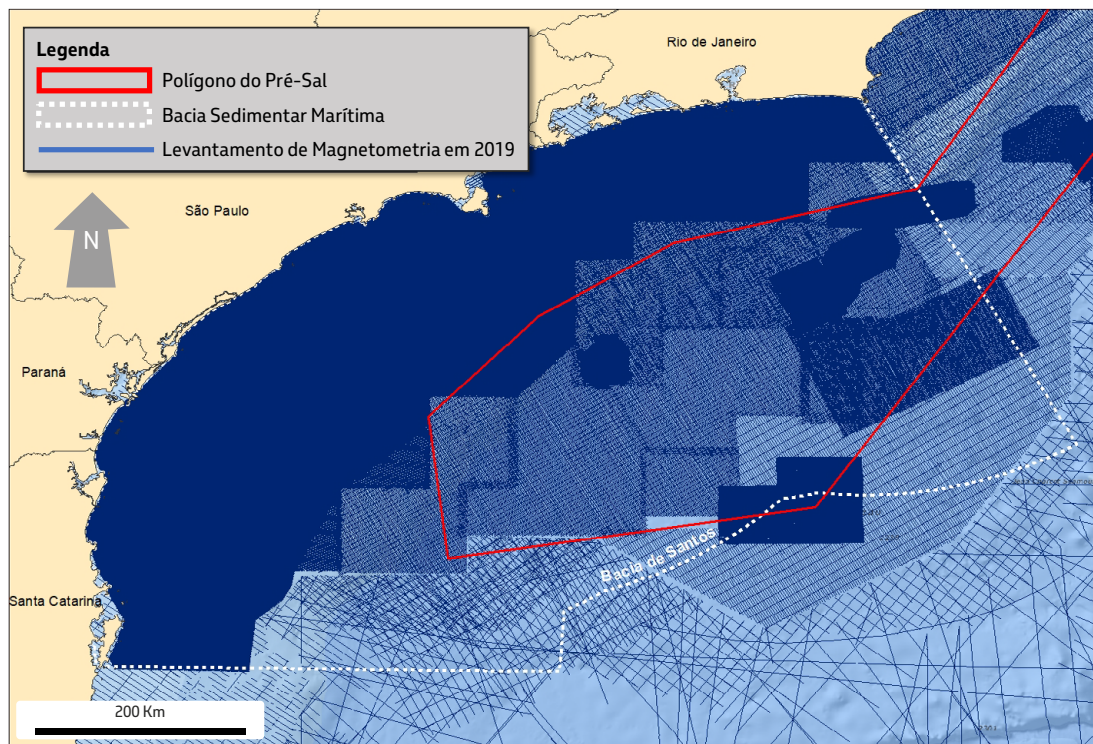 Legenda
Polígono do Pré-Sal
Bacia Sedimentar Marítima
Levantamento de Magnetometria em 2019
Rio de Janeiro
São Paulo
N
Paraná
Bacia de Santos
Santa Catarina
200 Km